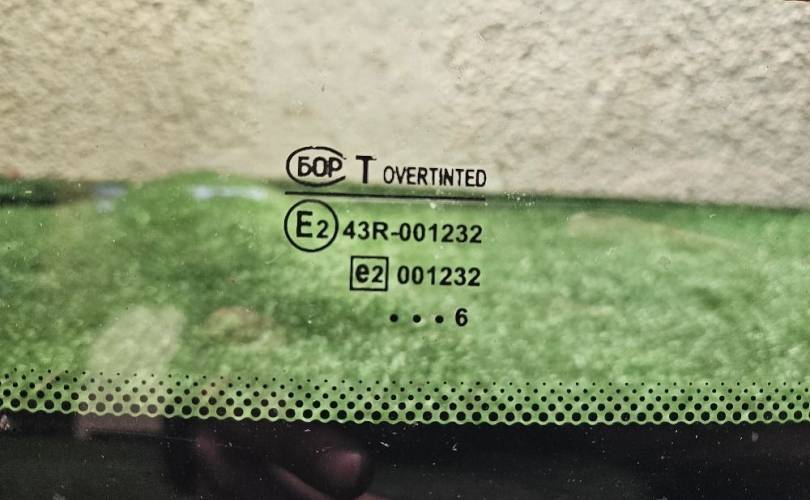 БОР T OVERTINTED
E2 43R-001232
e2 001232
• • • 6